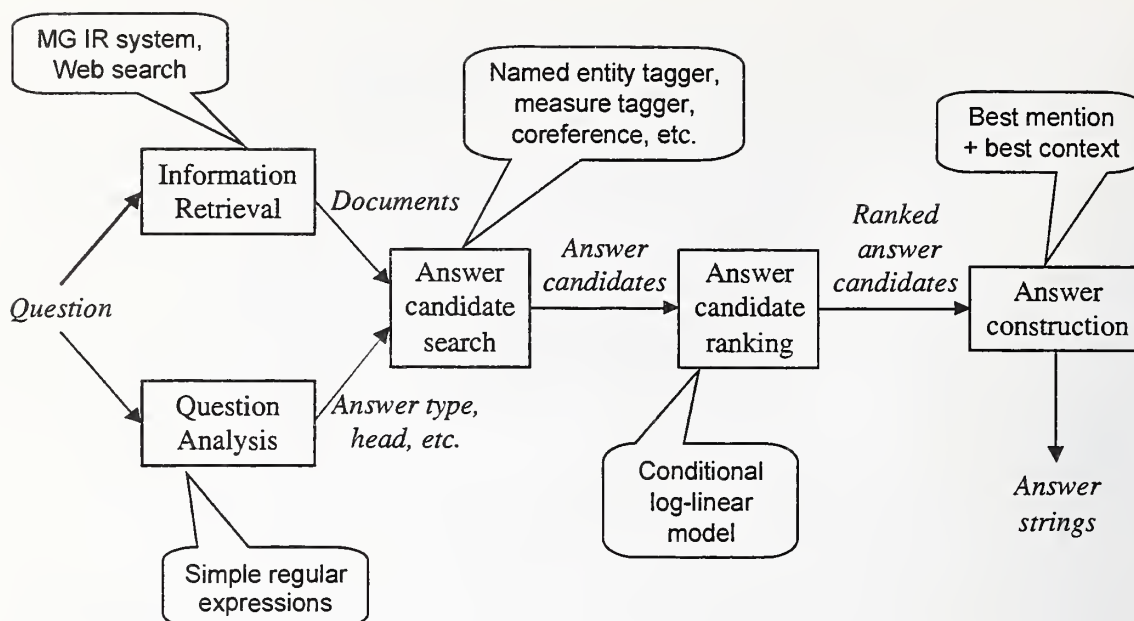 MG IR system,
Web search
Named entity tagger,
measure tagger,
coreference, etc.
Best mention
+ best context
Information
Retrieval
Documents
Ranked
answer
candidates
Answer
candidates
Question
Answer
candidate
search
Answer
candidate
ranking
Answer
construction
Question
Analysis
Answer type,
head, etc.
Conditional
log-linear
model
Answer
strings
Simple regular
expressions